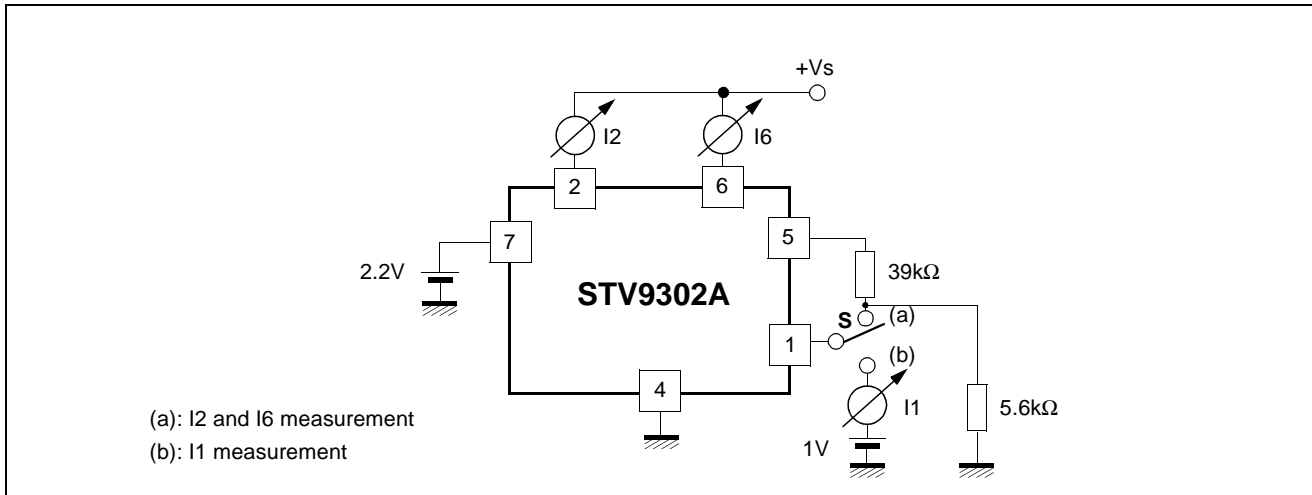 +Vs
I2
I6
2
6
7
5
2.2V
39kΩ
STV9302A
S
(a)
1
(b)
4
I1
5.6kΩ
1V
(a): I2 and I6 measurement
(b): I1 measurement